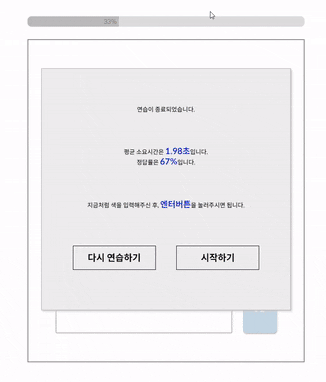 33%
연습이 종료되었습니다.
평균 소요시간은 1.98초입니다.
정답률은 67%입니다.
지금처럼 색을 입력해주신 후, 엔터버튼을 눌러주시면 됩니다.
다시 연습하기
시작하기